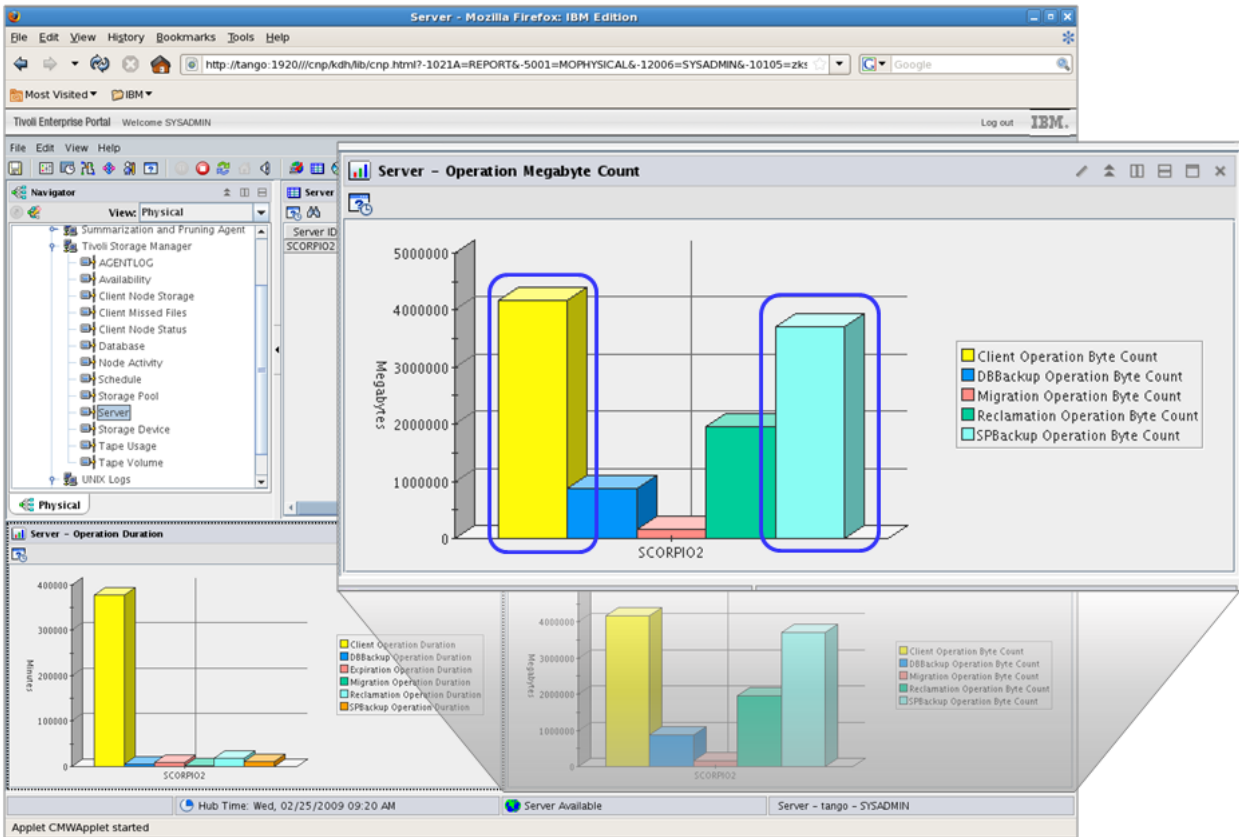 Server - Mozilla Firefox: IBM Edition
File Edit View History Bookmarks Tools Help
http://tango:1920///cnp/kdh/lib/cnp.html?-1021A=REPORT&-5001=MOPHYSICAL&-12006=SYSADMIN&-10105=zks
Google
Most Visited IBM
Tivoli Enterprise Portal Welcome SYSADMIN Log out IBM.
File Edit View Help
Navigator
View: Physical
Summarization and Pruning Agent
Tivoli Storage Manager
AGENTLOG
Availability
Client Node Storage
Client Missed Files
Client Node Status
Database
Node Activity
Schedule
Storage Pool
Server
Storage Device
Tape Usage
Tape Volume
UNIX Logs
Physical
Server
Server ID
SCORPIO2
Server - Operation Megabyte Count
5000000
4000000
3000000
2000000
1000000
0
Megabytes
SCORPIO2
Client Operation Byte Count
DBBackup Operation Byte Count
Migration Operation Byte Count
Reclamation Operation Byte Count
SPBackup Operation Byte Count
Server - Operation Duration
400000
300000
200000
100000
0
Minutes
SCORPIO2
Client Operation Duration
DBBackup Operation Duration
Expiration Operation Duration
Migration Operation Duration
Reclamation Operation Duration
SPBackup Operation Duration
4000000
3000000
2000000
1000000
0
Megabytes
SCORPIO2
Client Operation Byte Count
DBBackup Operation Byte Count
Migration Operation Byte Count
Reclamation Operation Byte Count
SPBackup Operation Byte Count
Hub Time: Wed, 02/25/2009 09:20 AM
Server Available
Server - tango - SYSADMIN
Applet CMWApplet started